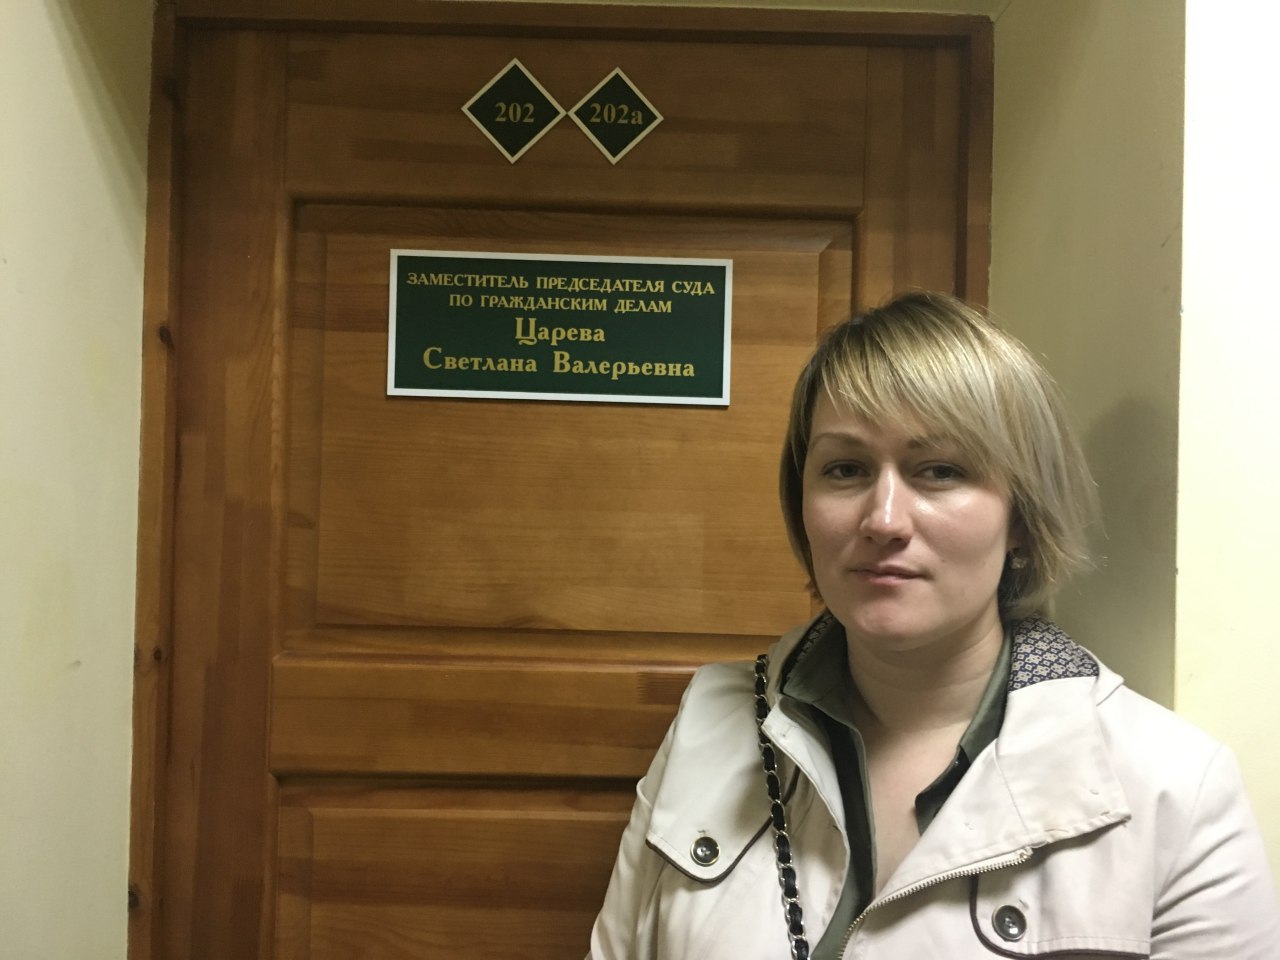 202
202а
ЗАМЕСТИТЕЛЬ ПРЕДСЕДАТЕЛЯ СУДА
ПО ГРАЖДАНСКИМ ДЕЛАМ
Царева
Светлана Валерьевна